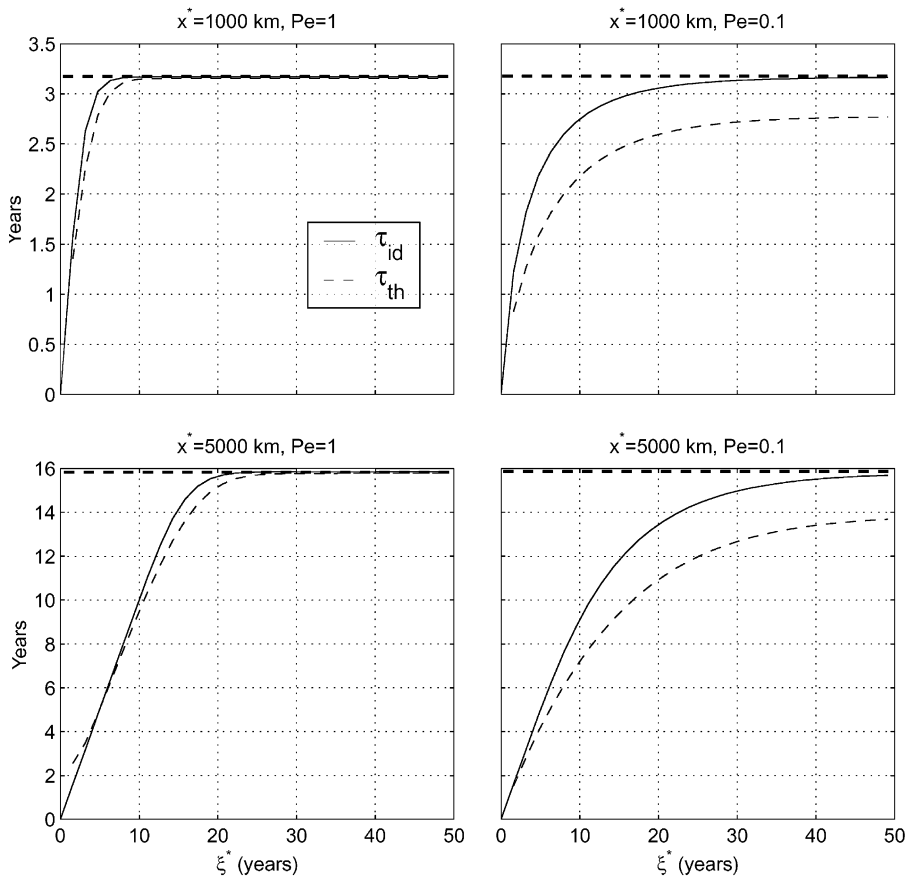 x*=1000 km, Pe=1
x*=1000 km, Pe=0.1
3.5
3
2.5
2
1.5
1
0.5
0
Years
τid
τth
x*=5000 km, Pe=1
x*=5000 km, Pe=0.1
16
14
12
10
8
6
4
2
0
Years
0 10 20 30 40 50
0 10 20 30 40 50
ξ* (years)
ξ* (years)